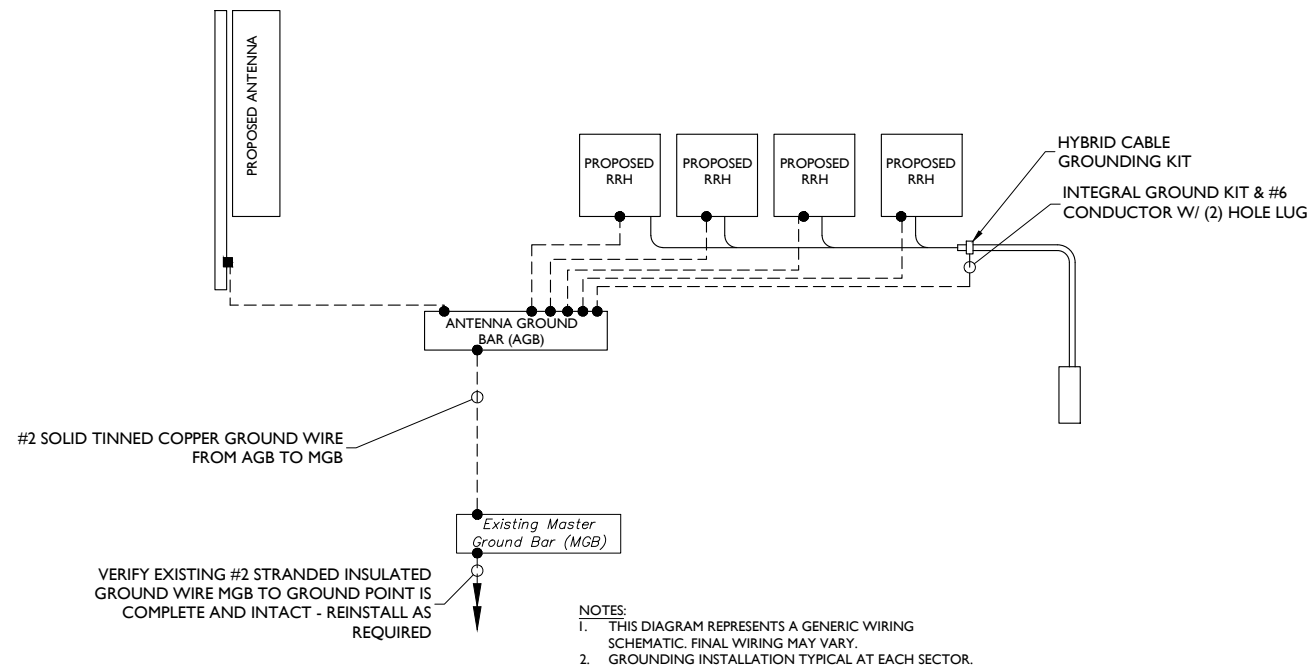 PROPOSED ANTENNA
PROPOSED
RRH
PROPOSED
RRH
PROPOSED
RRH
PROPOSED
RRH
HYBRID CABLE
GROUNDING KIT
INTEGRAL GROUND KIT & #6
CONDUCTOR W/ (2) HOLE LUG
ANTENNA GROUND
BAR (AGB)
#2 SOLID TINNED COPPER GROUND WIRE
FROM AGB TO MGB
Existing Master
Ground Bar (MGB)
VERIFY EXISTING #2 STRANDED INSULATED
GROUND WIRE MGB TO GROUND POINT IS
COMPLETE AND INTACT - REINSTALL AS
REQUIRED
NOTES:
1. THIS DIAGRAM REPRESENTS A GENERIC WIRING
SCHEMATIC. FINAL WIRING MAY VARY.
2. GROUNDING INSTALLATION TYPICAL AT EACH SECTOR.